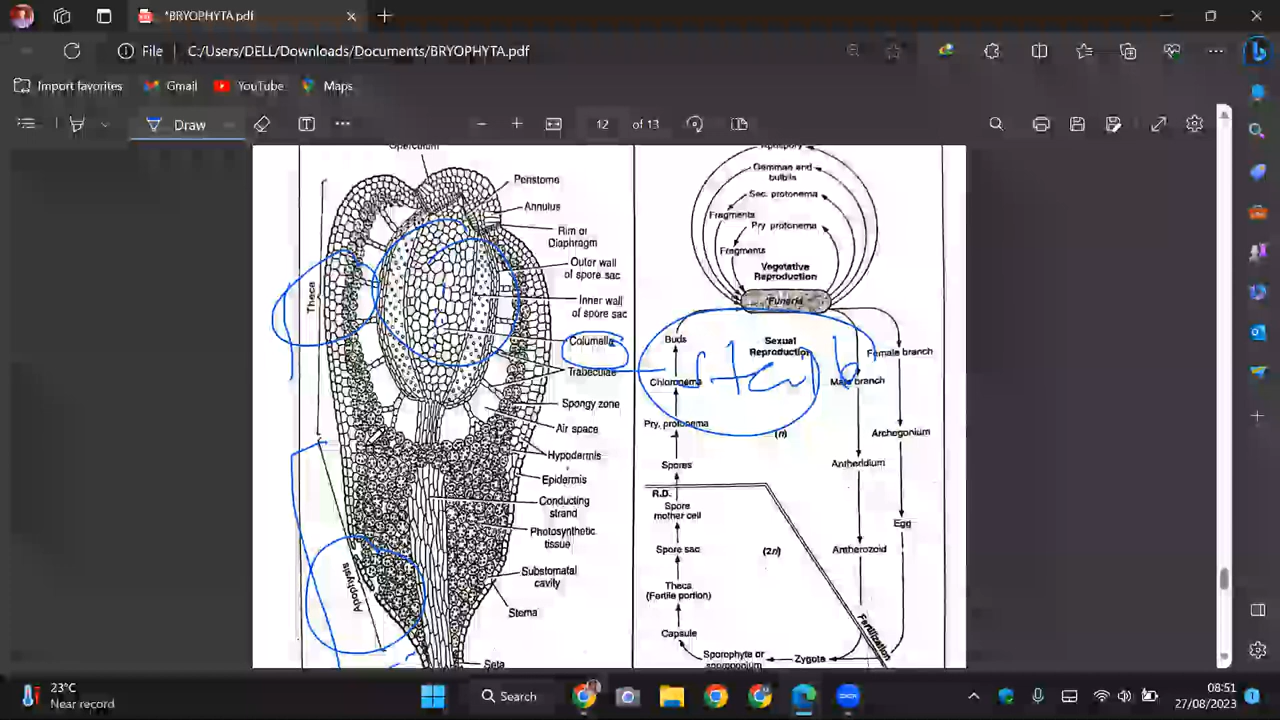 *BRYOPHYTA.pdf
File
C:/Users/DELL/Downloads/Documents/BRYOPHYTA.pdf
Import favorites
Gmail
YouTube
Maps
Draw
12 of 13
Operculum
Peristome
Annulus
Rim or
Diaphragm
Outer wall
of spore sac
Inner wall
of spore sac
Columella
Trabeculae
Spongy zone
Air space
Hypodermis
Epidermis
Conducting
strand
Photosynthetic
tissue
Substomatal
cavity
Stema
Seta
Theca
Apophysis
Apospory
Gemmae and
bulbils
Sec. protonema
Fragments
Pry protonema
Fragments
Vegetative
Reproduction
Funeria
Buds
Sexual
Reproduction
Female branch
Chloronema
Male branch
Pry. protonema
(n)
Archegonium
Spores
Antheridium
R.D.
Spore
mother cell
Egg
Spore sac
(2n)
Antherozoid
Theca
(Fertile portion)
Capsule
Fertilization
Sporophyte or
sporogonium
Zygote
23°C
Near record
Search
08:51
27/08/2023